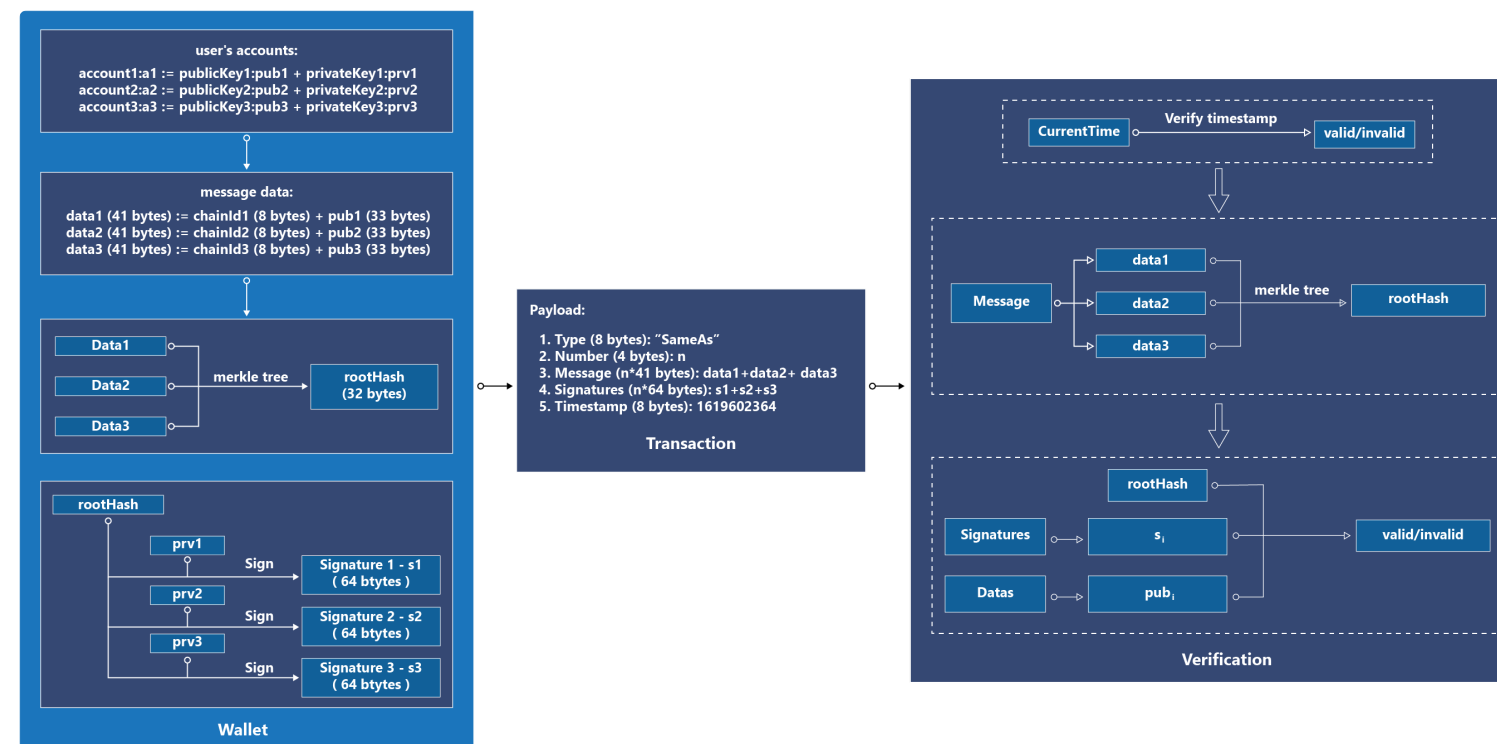 user's accounts:
account1:a1 := publicKey1:pub1 + privateKey1:prv1
account2:a2 := publicKey2:pub2 + privateKey2:prv2
account3:a3 := publicKey3:pub3 + privateKey3:prv3
message data:
data1 (41 bytes) := chainId1 (8 bytes) + pub1 (33 bytes)
data2 (41 bytes) := chainId2 (8 bytes) + pub2 (33 bytes)
data3 (41 bytes) := chainId3 (8 bytes) + pub3 (33 bytes)
Data1
Data2
Data3
merkle tree
rootHash
(32 bytes)
rootHash
prv1
Sign
Signature 1 - s1
( 64 btytes )
prv2
Sign
Signature 2 - s2
( 64 btytes )
prv3
Sign
Signature 3 - s3
( 64 btytes )
Wallet
Payload:
1. Type (8 bytes): "SameAs"
2. Number (4 bytes): n
3. Message (n*41 bytes): data1+data2+ data3
4. Signatures (n*64 bytes): s1+s2+s3
5. Timestamp (8 bytes): 1619602364
Transaction
CurrentTime
Verify timestamp
valid/invalid
Message
data1
data2
data3
merkle tree
rootHash
rootHash
Signatures
si
valid/invalid
Datas
pubi
Verification